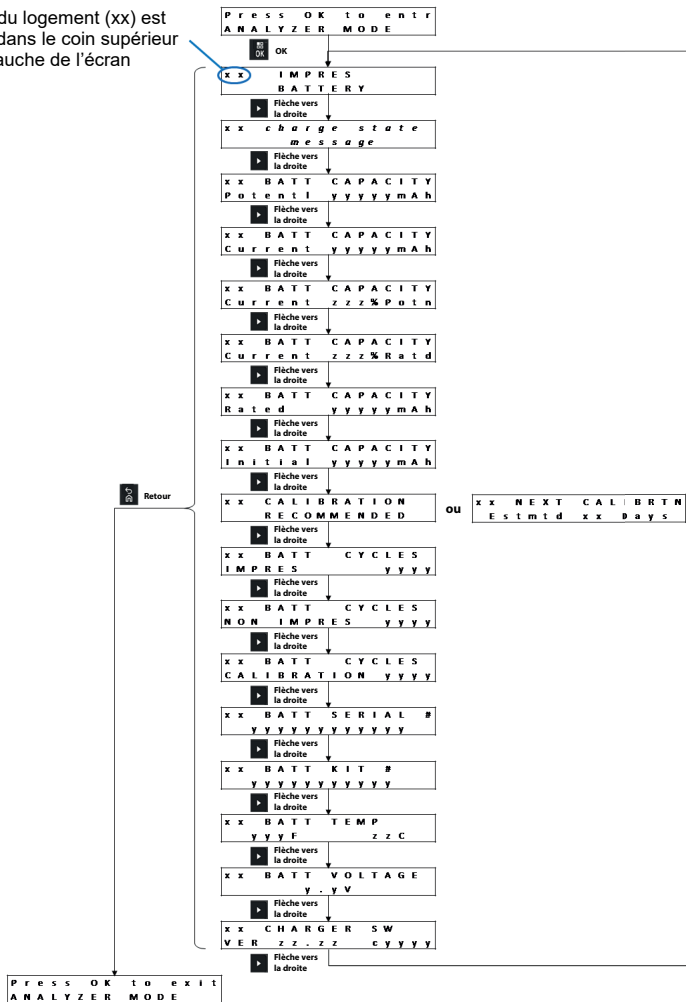 du logement (xx) est
dans le coin supérieur
auche de l'écran
Press OK to entr
ANALYZER MODE
OK
OK
xx IMPRES
BATTERY
Flèche vers
la droite
xx charge state
message
Flèche vers
la droite
xx BATT CAPACITY
Potentl yyyyymAh
Flèche vers
la droite
xx BATT CAPACITY
Current yyyyymAh
Flèche vers
la droite
xx BATT CAPACITY
Current zzz%Potn
Flèche vers
la droite
xx BATT CAPACITY
Current zzz%Ratd
Flèche vers
la droite
xx BATT CAPACITY
Rated yyyyymAh
Flèche vers
la droite
xx BATT CAPACITY
Initial yyyyymAh
Flèche vers
la droite
Retour
xx CALIBRATION
RECOMMENDED
ou
xx NEXT CALIBRTN
Estmtd xx Days
Flèche vers
la droite
xx BATT CYCLES
IMPRES yyyy
Flèche vers
la droite
xx BATT CYCLES
NON IMPRES yyyy
Flèche vers
la droite
xx BATT CYCLES
CALIBRATION yyyy
Flèche vers
la droite
xx BATT SERIAL #
yyyyyyyyyyyy
Flèche vers
la droite
xx BATT KIT #
yyyyyyyyyy
Flèche vers
la droite
xx BATT TEMP
yyyF zzC
Flèche vers
la droite
xx BATT VOLTAGE
y.yV
Flèche vers
la droite
xx CHARGER SW
VER zz.zz cyyyy
Flèche vers
la droite
Press OK to exit
ANALYZER MODE